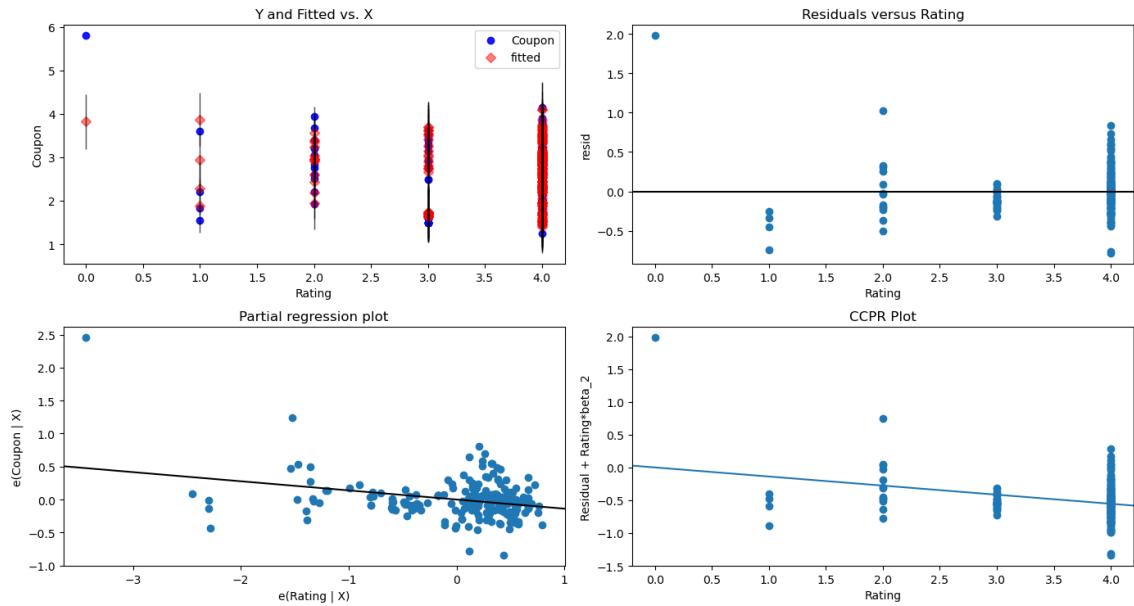 Y and Fitted vs. X
6
5
4
3
2
1
Coupon
Coupon
fitted
0.0 0.5 1.0 1.5 2.0 2.5 3.0 3.5 4.0
Rating
Residuals versus Rating
2.0
1.5
1.0
0.5
0.0
−0.5
resid
0.0 0.5 1.0 1.5 2.0 2.5 3.0 3.5 4.0
Rating
Partial regression plot
2.5
2.0
1.5
1.0
0.5
0.0
−0.5
−1.0
e(Coupon | X)
−3 −2 −1 0 1
e(Rating | X)
CCPR Plot
2.0
1.5
1.0
0.5
0.0
−0.5
−1.0
−1.5
Residual + Rating*beta_2
0.0 0.5 1.0 1.5 2.0 2.5 3.0 3.5 4.0
Rating